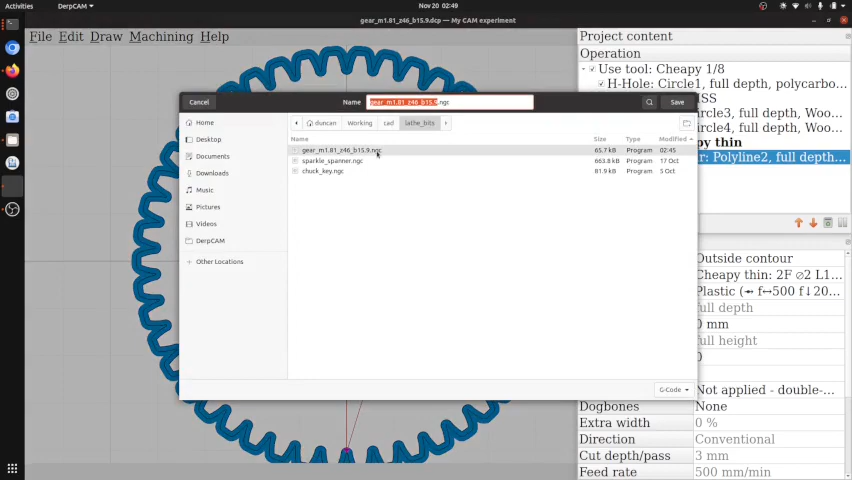 Activities
DerpCAM
Nov 20 02:49
gear_m1.81_z46_b15.9.dcp — My CAM experiment
File Edit Draw Machining Help
Project content
Operation
Use tool: Cheapy 1/8
H-Hole: Circle1, full depth, polycarbo...
ircle3, full depth, Woo...
ircle4, full depth, Woo...
py thin
r: Polyline2, full depth...
Cancel
Name
gear_m1.81_z46_b15.9.ngc
Save
duncan
Working
cad
lathe_bits
Name
Size
Type
Modified
gear_m1.81_z46_b15.9.ngc 65.7 kB Program 02:45
sparkle_spanner.ngc 663.8 kB Program 17 Oct
chuck_key.ngc 81.9 kB Program 5 Oct
Home
Desktop
Documents
Downloads
Music
Pictures
Videos
DerpCAM
Other Locations
G-Code
Outside contour
Cheapy thin: 2F ⌀2 L1...
full depth
0 mm
full height
0
Not applied - double-...
Dogbones None
Extra width 0 %
Direction Conventional
Cut depth/pass 3 mm
Feed rate 500 mm/min